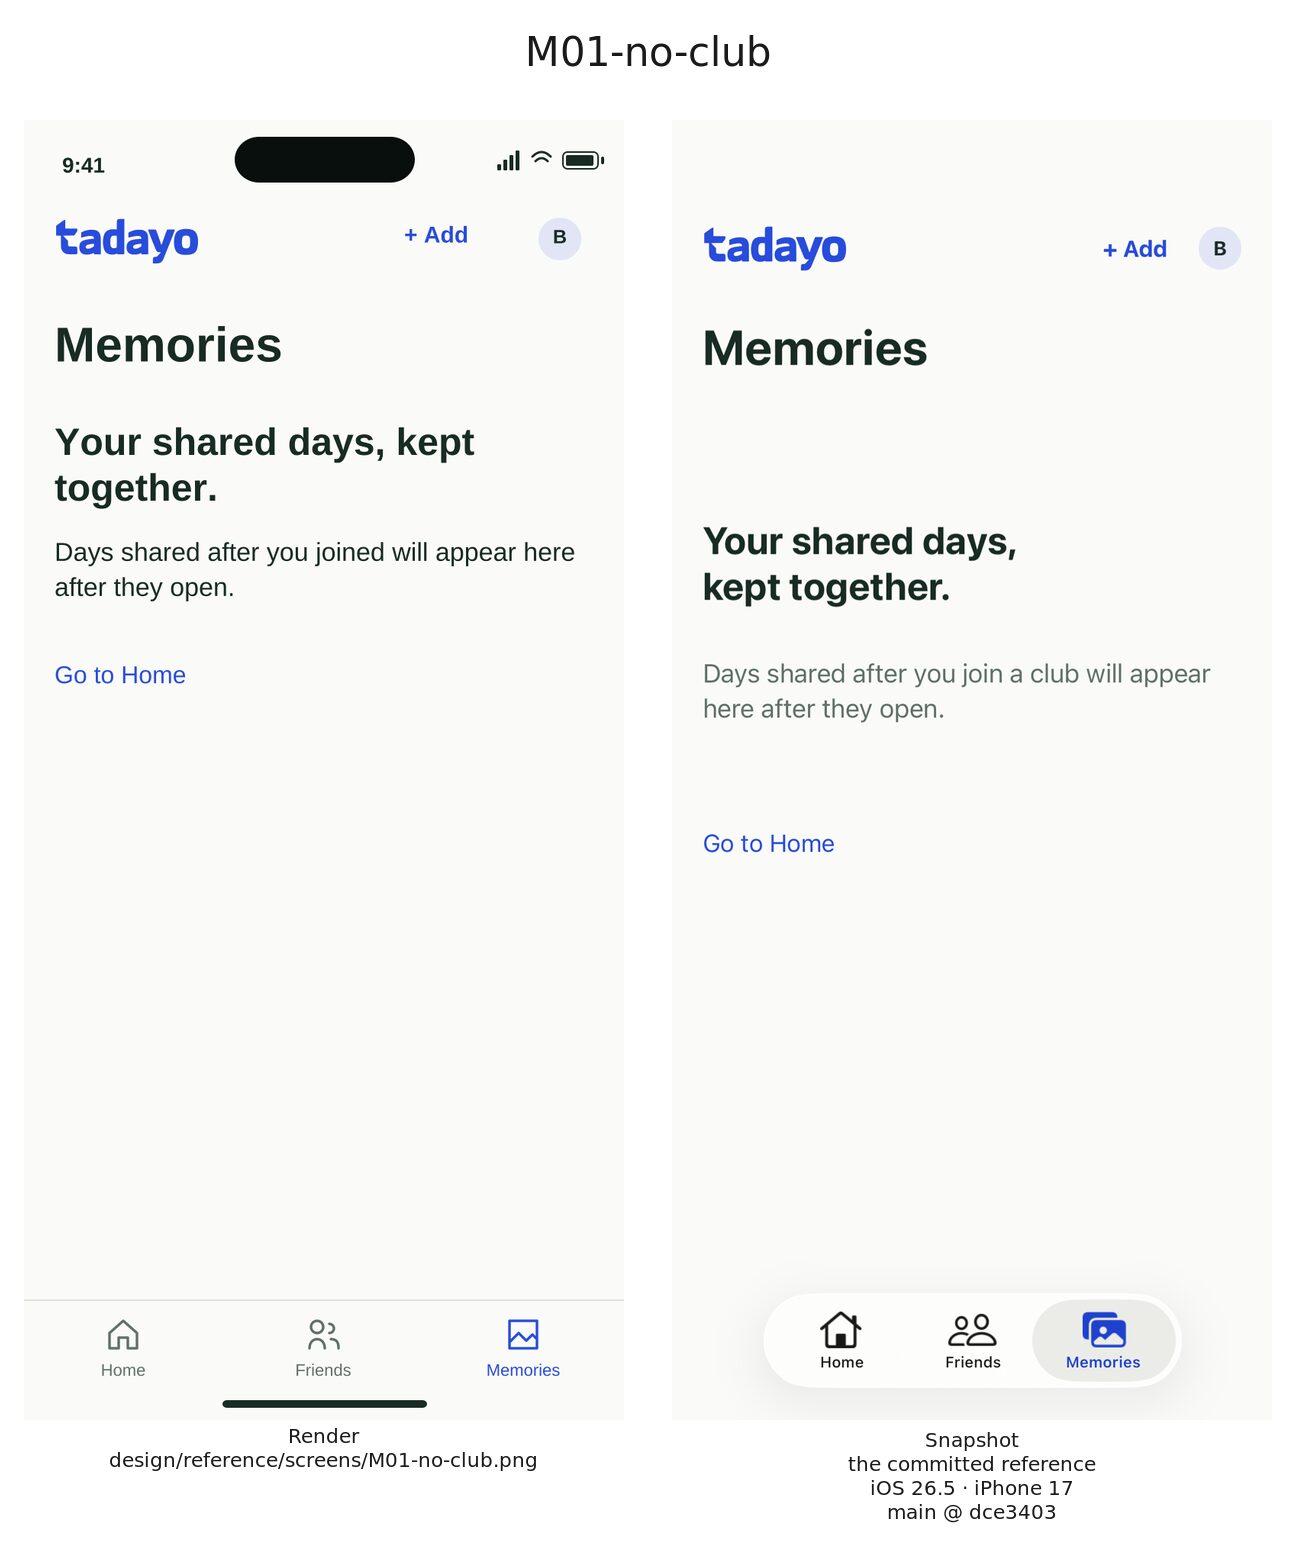 M01-no-club
9:41
tadayo
+ Add
B
Memories
Your shared days, kept
together.
Days shared after you joined will appear here
after they open.
Go to Home
Home
Friends
Memories
Render
design/reference/screens/M01-no-club.png
tadayo
+ Add
B
Memories
Your shared days,
kept together.
Days shared after you join a club will appear
here after they open.
Go to Home
Home
Friends
Memories
Snapshot
the committed reference
iOS 26.5 · iPhone 17
main @ dce3403